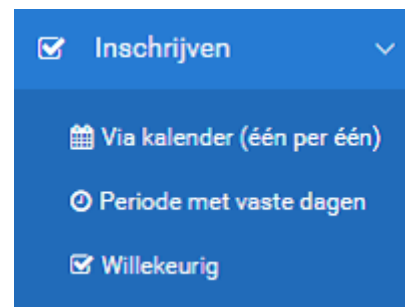 Inschrijven
Via kalender (één per één)
Periode met vaste dagen
Willekeurig